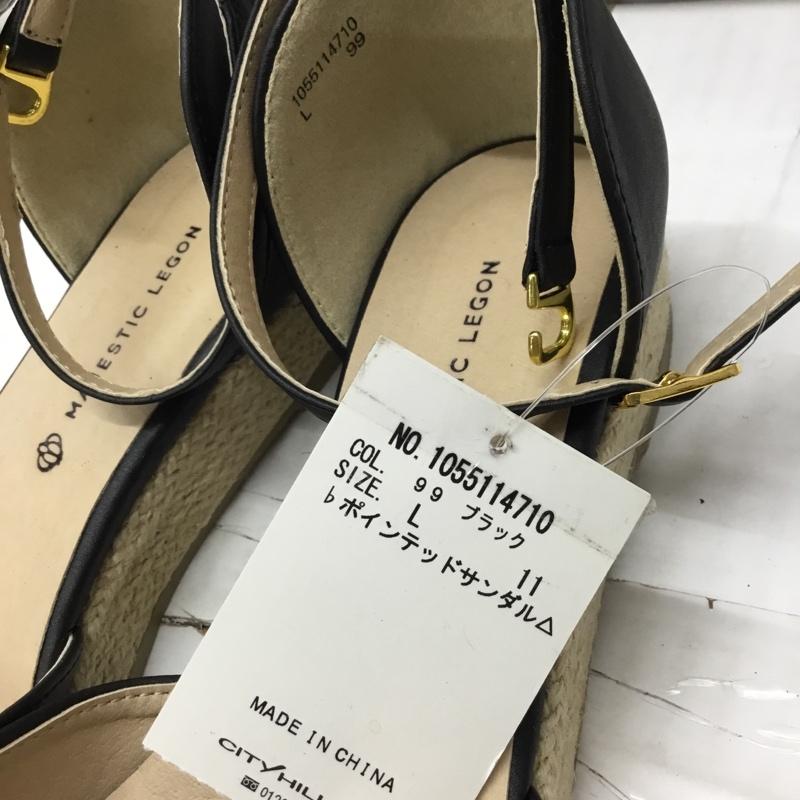 1055114710
L 99
MAJESTIC LEGON
LEGON
NO. 1055114710
COL. 99 ブラック
SIZE. L
11
♭ポインテッドサンダル△
MADE IN CHINA
CITY HILL